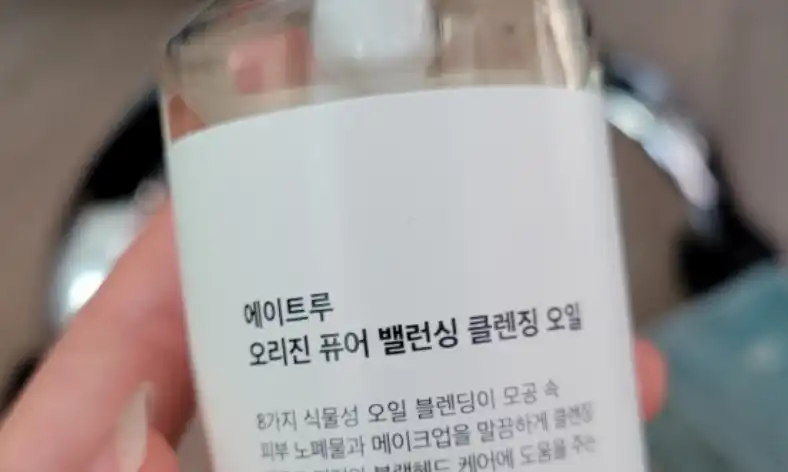 에이트루
오리진 퓨어 밸런싱 클렌징 오일
8가지 식물성 오일 블렌딩이 모공 속
피부 노폐물과 메이크업을 말끔하게 클렌징
블랙헤드 케어에 도움을 주는